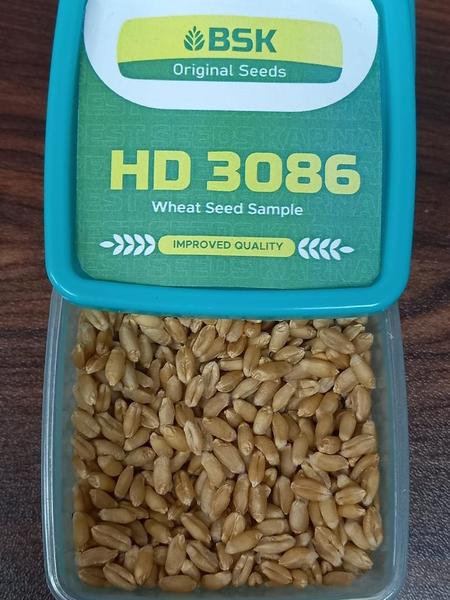 BSK
Original Seeds
HD 3086
Wheat Seed Sample
IMPROVED QUALITY